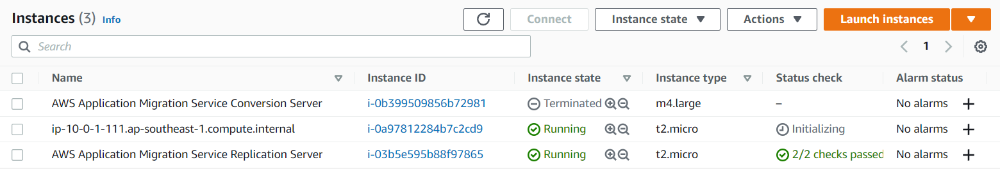 Instances (3) Info
Connect Instance state Actions Launch instances
Search
1
Name Instance ID Instance state Instance type Status check Alarm status
AWS Application Migration Service Conversion Server i-0b399509856b72981 Terminated m4.large – No alarms +
ip-10-0-1-111.ap-southeast-1.compute.internal i-0a97812284b7c2cd9 Running t2.micro Initializing No alarms +
AWS Application Migration Service Replication Server i-03b5e595b88f97865 Running t2.micro 2/2 checks passed No alarms +